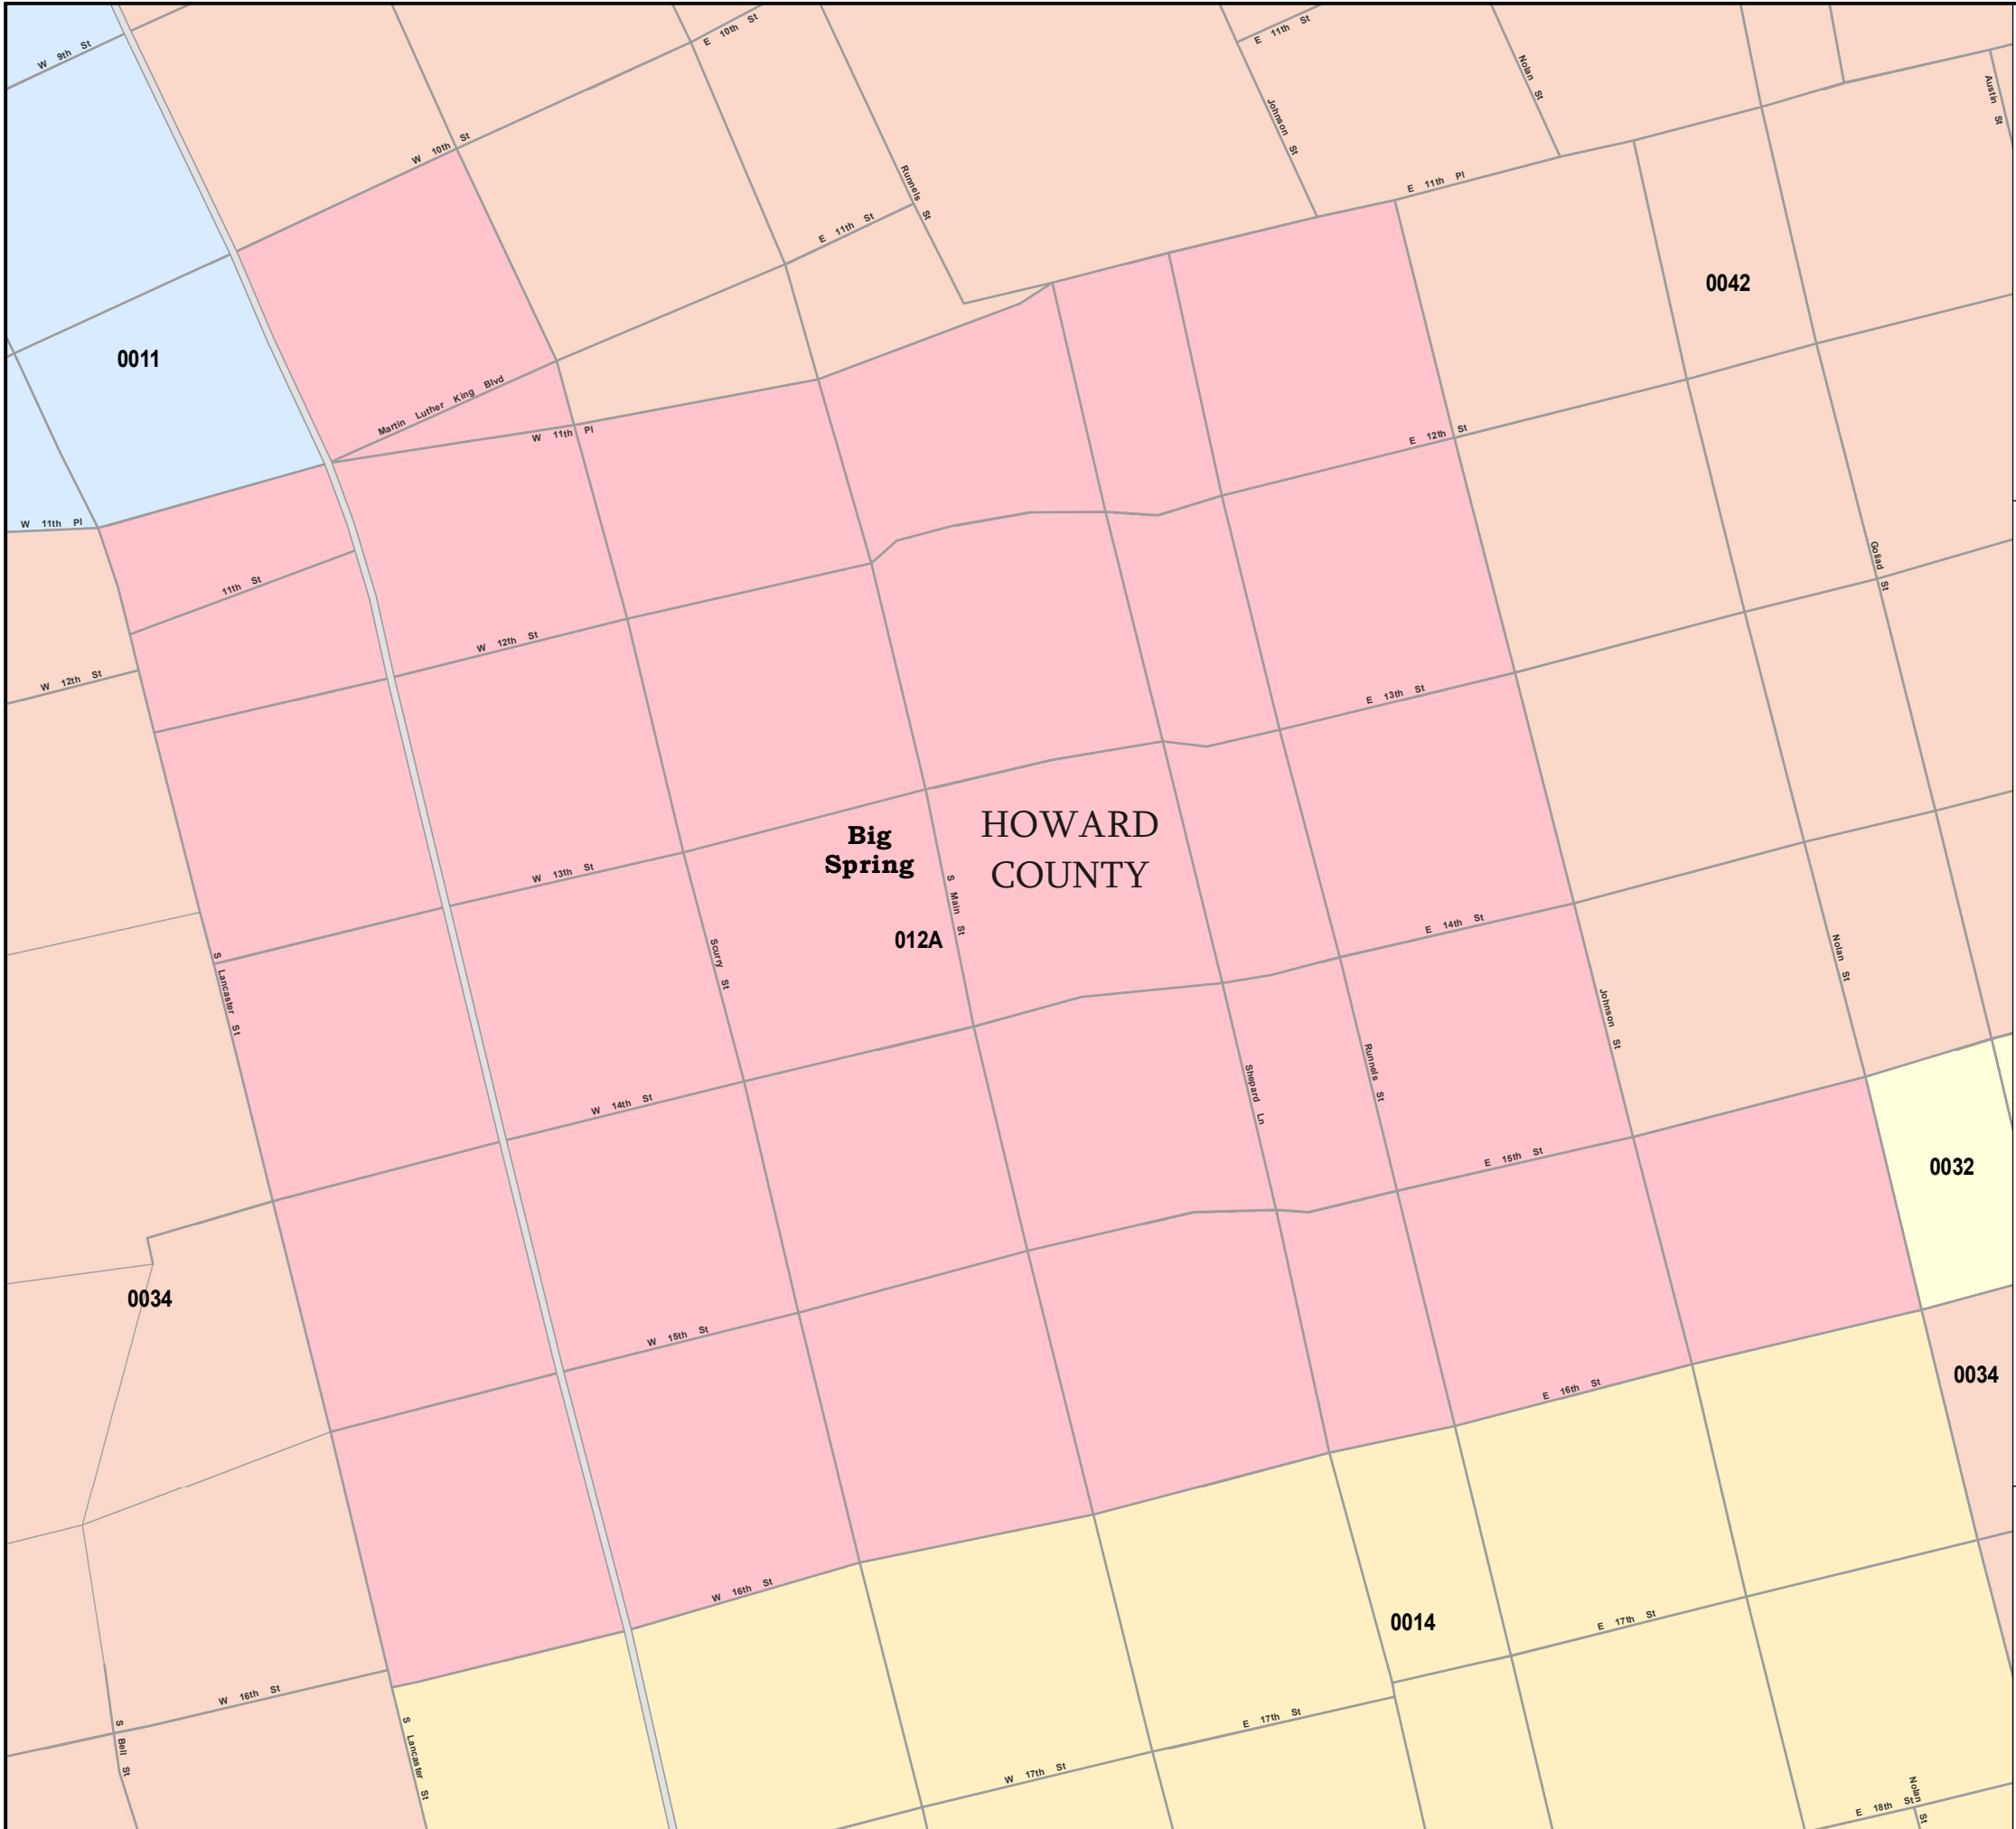 W 9th St
E 10th St
E 11th St
Nolan St
Austin St
Johnson St
W 10th St
Runnels St
E 11th Pl
E 11th St
0042
0011
Martin Luther King Blvd
W 11th Pl
E 12th St
W 11th Pl
11th St
Goliad St
W 12th St
W 12th St
E 13th St
Big
Spring
HOWARD
COUNTY
W 13th St
S Main St
E 14th St
012A
Scurry St
Nolan St
S Lancaster St
Johnson St
Runnels St
Shepard Ln
W 14th St
E 15th St
0032
0034
W 15th St
0034
E 16th St
W 16th St
0014
E 17th St
W 16th St
E 17th St
S Bell St
S Lancaster St
W 17th St
Nolan St
E 18th St